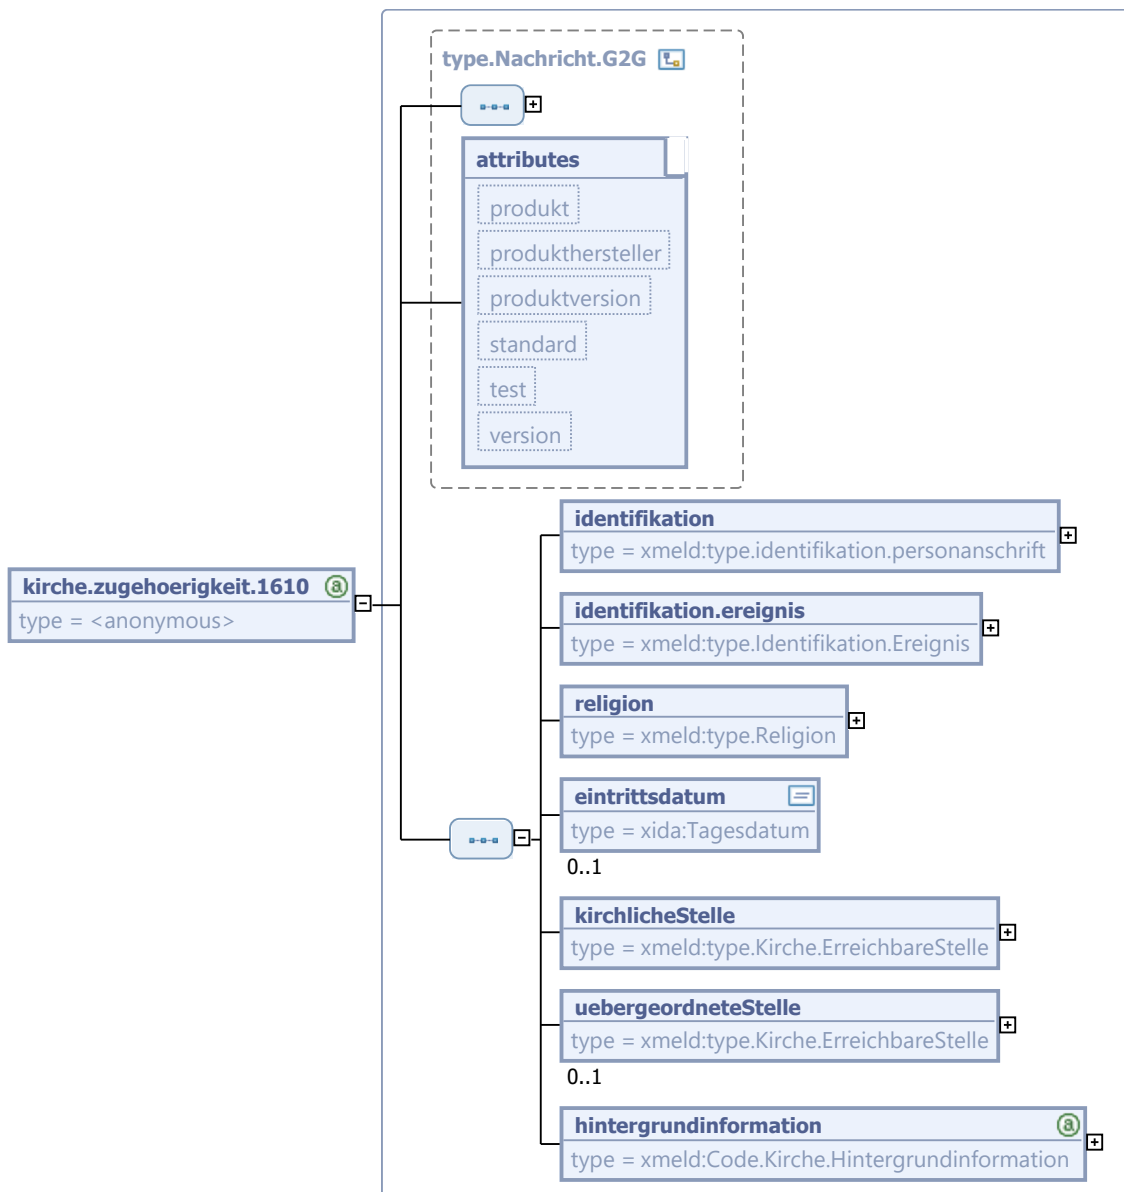 type.Nachricht.G2G
attributes
produkt
produkthersteller
produktversion
standard
test
version
kirche.zugehoerigkeit.1610
type = <anonymous>
identifikation
type = xmeld:type.identifikation.personanschrift
identifikation.ereignis
type = xmeld:type.Identifikation.Ereignis
religion
type = xmeld:type.Religion
eintrittsdatum
type = xida:Tagesdatum
0..1
kirchlicheStelle
type = xmeld:type.Kirche.ErreichbareStelle
uebergeordneteStelle
type = xmeld:type.Kirche.ErreichbareStelle
0..1
hintergrundinformation
type = xmeld:Code.Kirche.Hintergrundinformation